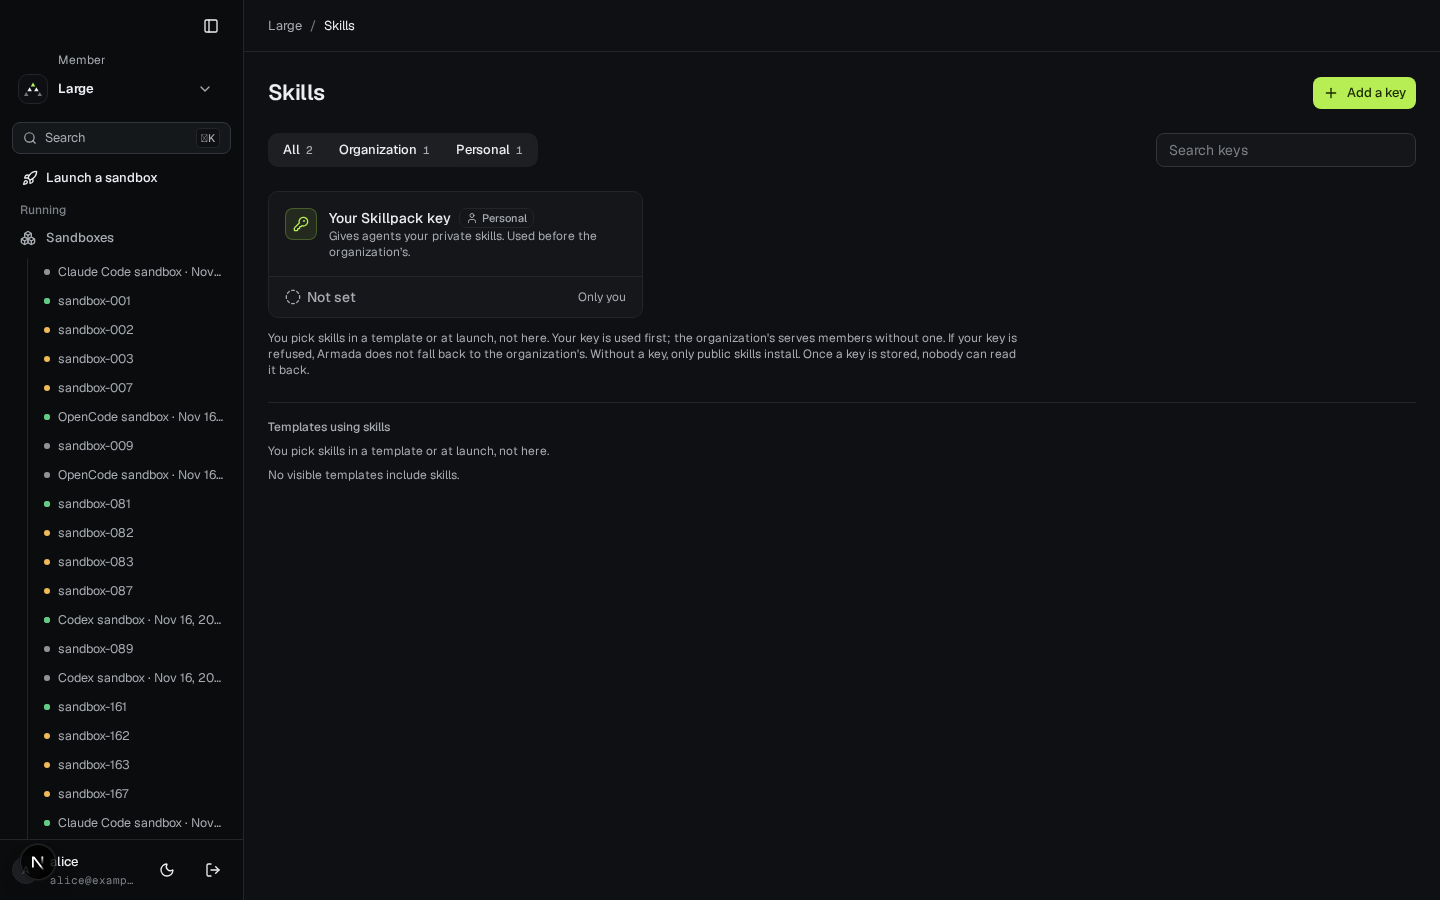 Large / Skills
Member
Large
Search K
Launch a sandbox
Running
Sandboxes
Claude Code sandbox · Nov...
sandbox-001
sandbox-002
sandbox-003
sandbox-007
OpenCode sandbox · Nov 16...
sandbox-009
OpenCode sandbox · Nov 16...
sandbox-081
sandbox-082
sandbox-083
sandbox-087
Codex sandbox · Nov 16, 20...
sandbox-089
Codex sandbox · Nov 16, 20...
sandbox-161
sandbox-162
sandbox-163
sandbox-167
Claude Code sandbox · Nov...
N
alice
alice@examp...
Skills
Add a key
All 2 Organization 1 Personal 1
Search keys
Your Skillpack key Personal
Gives agents your private skills. Used before the
organization's.
Not set Only you
You pick skills in a template or at launch, not here. Your key is used first; the organization's serves members without one. If your key is
refused, Armada does not fall back to the organization's. Without a key, only public skills install. Once a key is stored, nobody can read
it back.
Templates using skills
You pick skills in a template or at launch, not here.
No visible templates include skills.